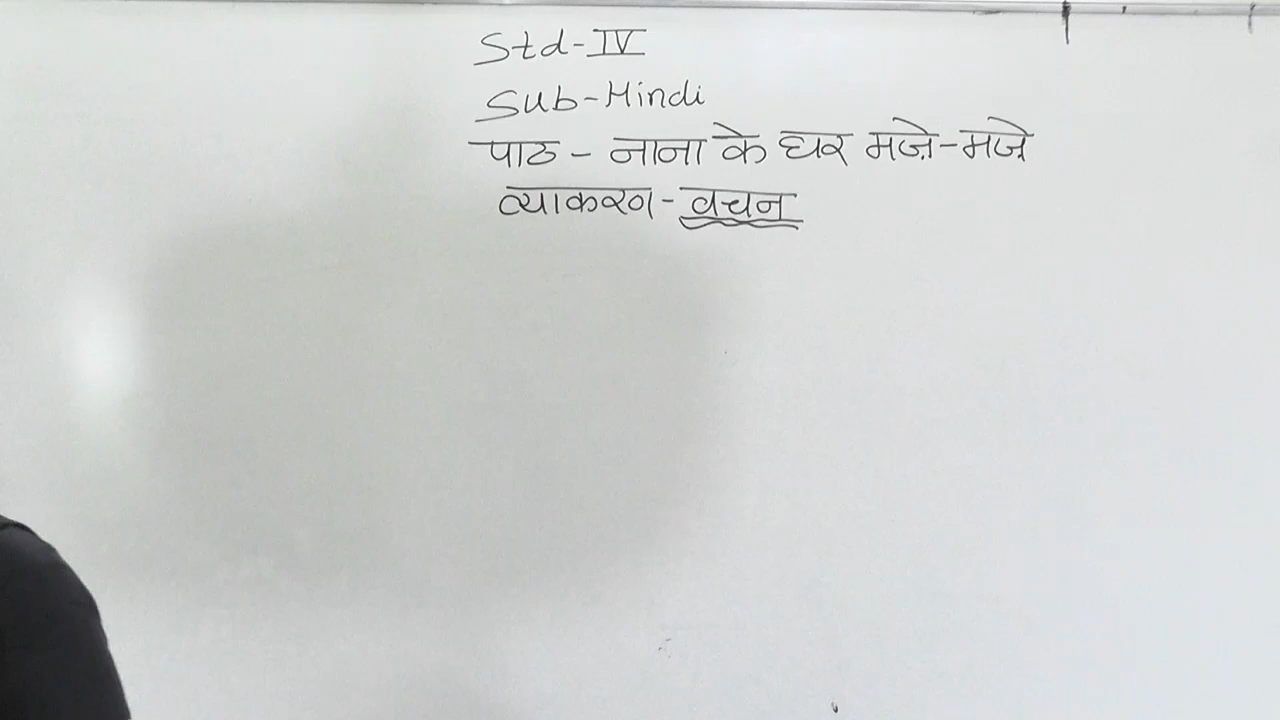 Std-IV
Sub-Hindi
पाठ - नाना के घर मज़े-मज़े
व्याकरण - वचन